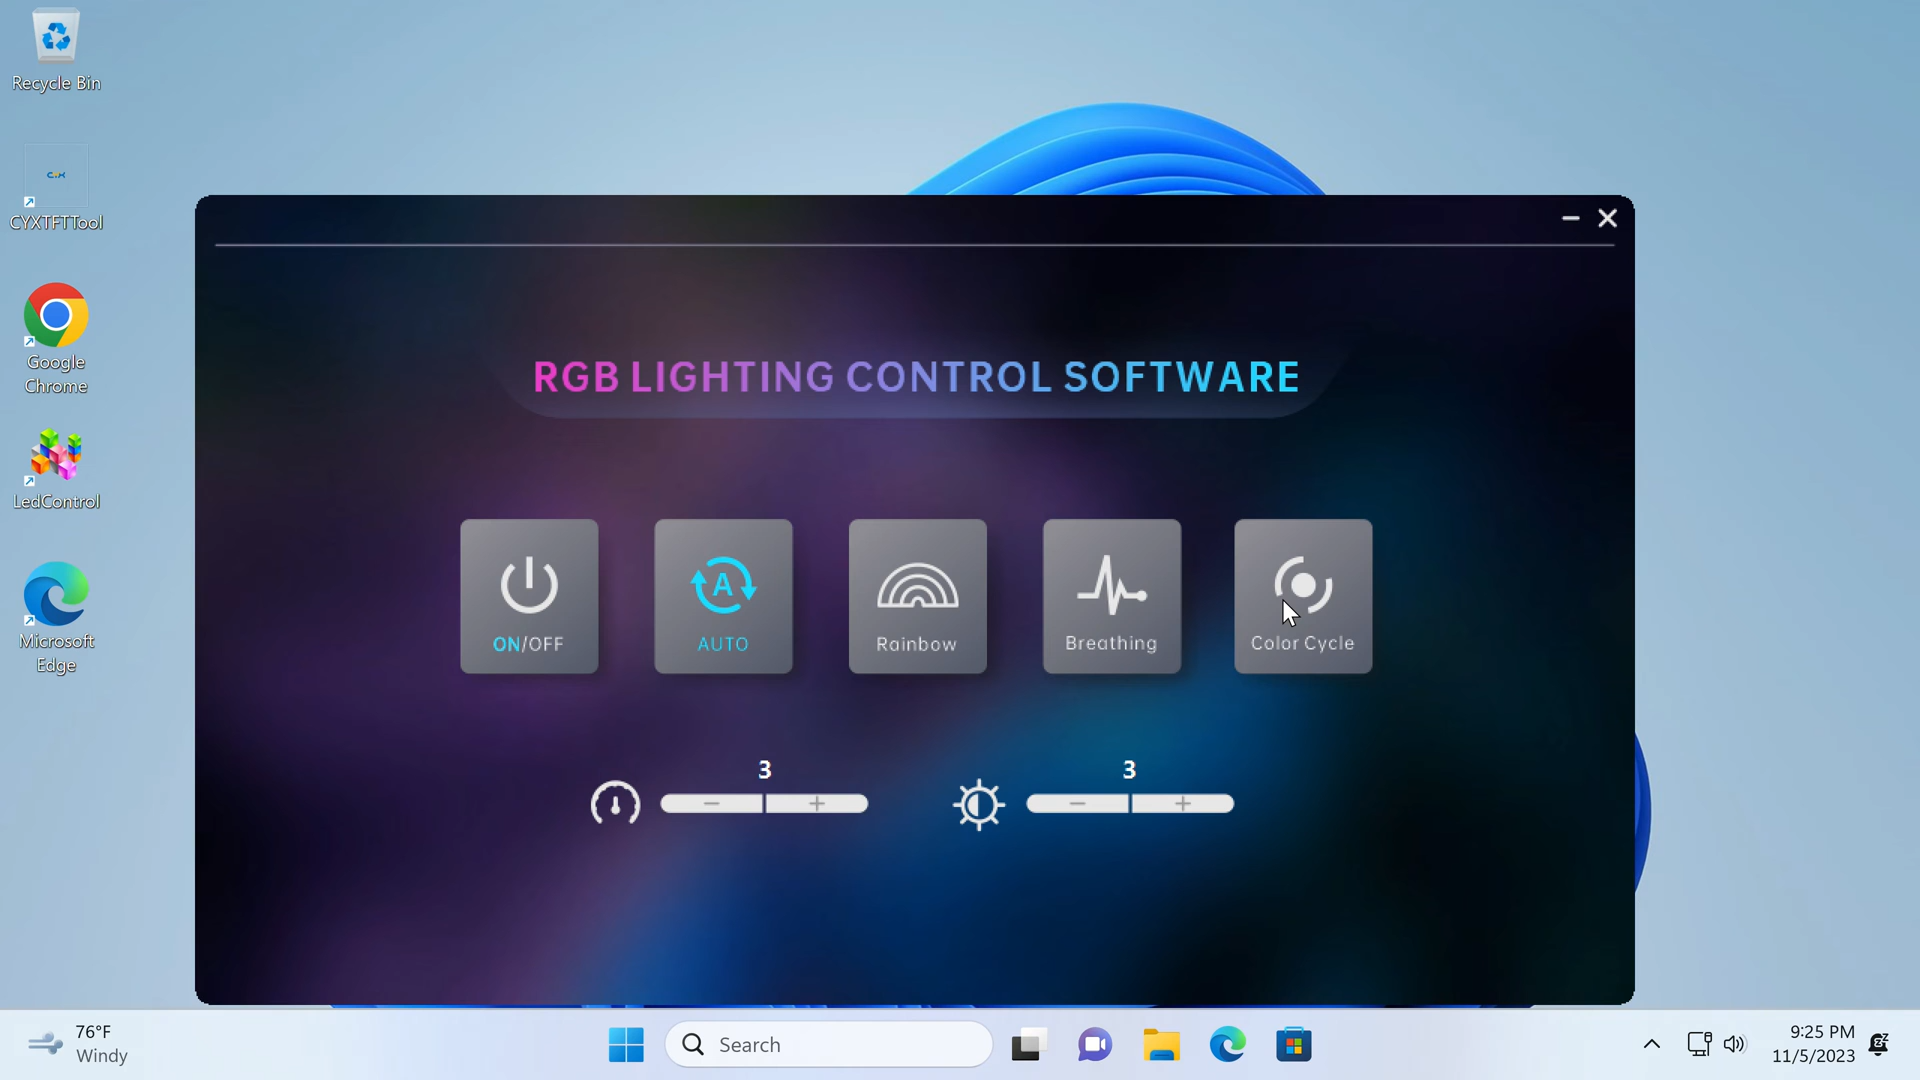 Recycle Bin
CYX
CYXTFTTool
Google
Chrome
LedControl
Microsoft
Edge
RGB LIGHTING CONTROL SOFTWARE
ON/OFF
A
AUTO
Rainbow
Breathing
Color Cycle
3
3
76°F
Windy
Search
9:25 PM
11/5/2023